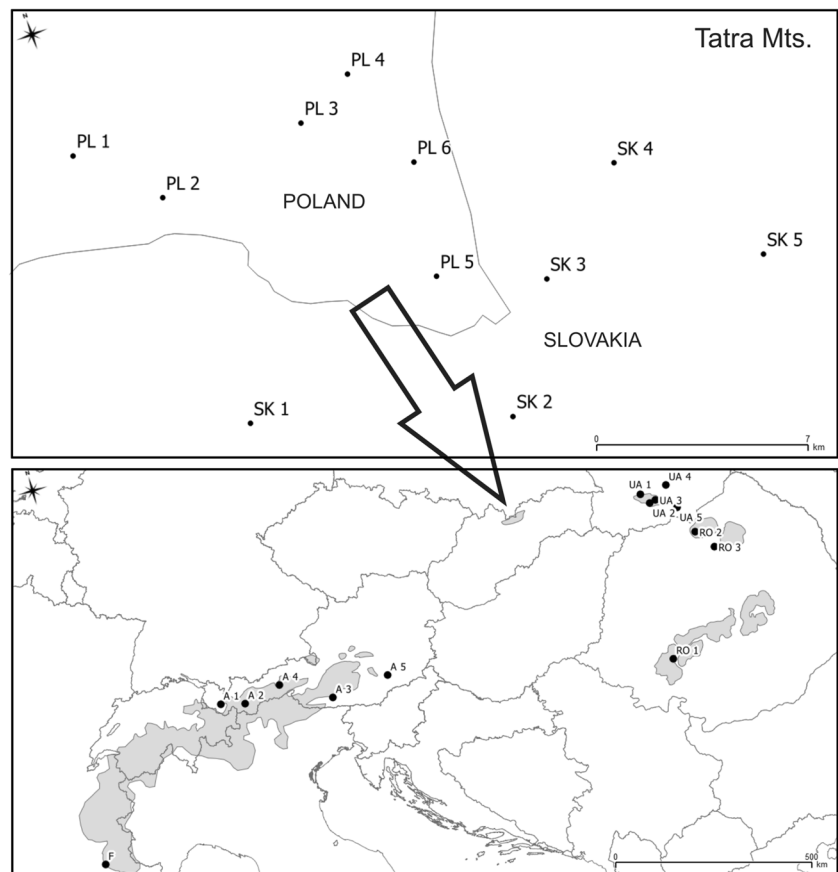 N
Tatra Mts.
PL 4
PL 3
PL 1
PL 6
SK 4
PL 2
POLAND
SK 5
PL 5
SK 3
SLOVAKIA
SK 1
SK 2
0 7
km
N
UA 4
UA 1
UA 3
UA 2
UA 5
RO 2
RO 3
RO 1
A 5
A 4
A 1
A 2
A 3
F
0 500
km